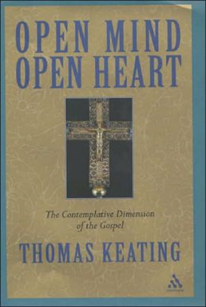 OPEN MIND
OPEN HEART
The Contemplative Dimension
of the Gospel
THOMAS KEATING